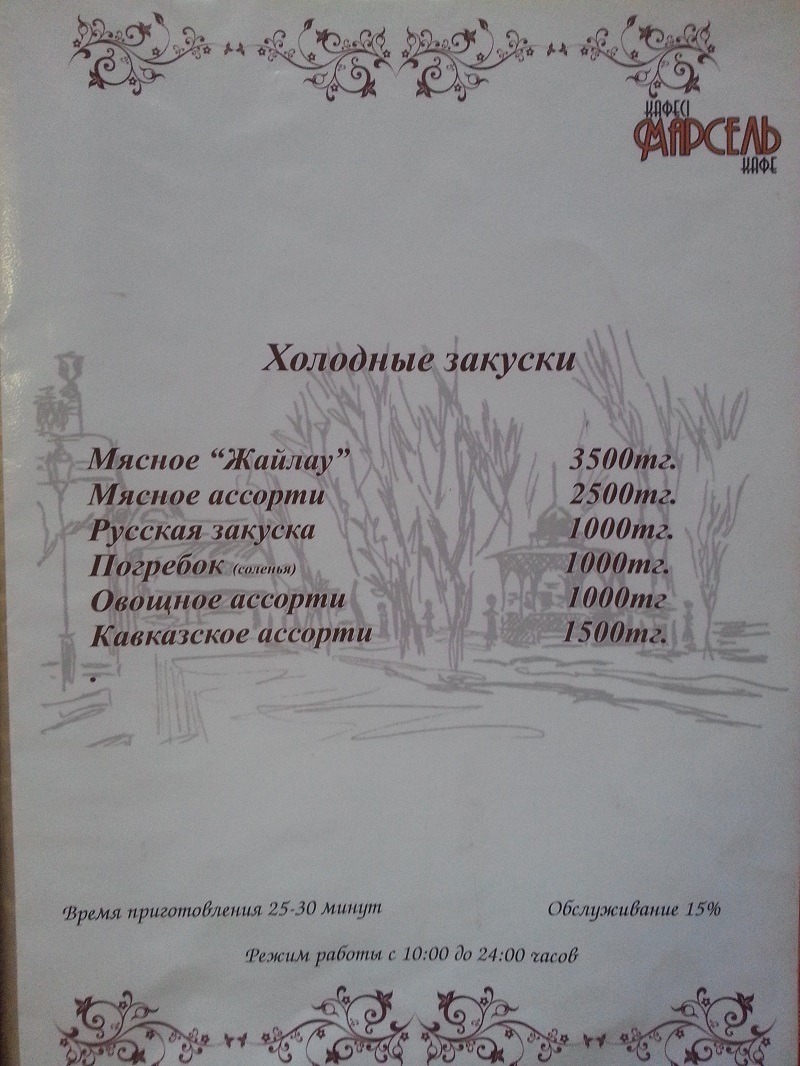 КАФЕСІ
МАРСЕЛЬ
КАФЕ
Холодные закуски
Мясное “Жайлау” 3500тг.
Мясное ассорти 2500тг.
Русская закуска 1000тг.
Погребок (соленья) 1000тг.
Овощное ассорти 1000тг
Кавказское ассорти 1500тг.
.
Время приготовления 25-30 минут Обслуживание 15%
Режим работы с 10:00 до 24:00 часов